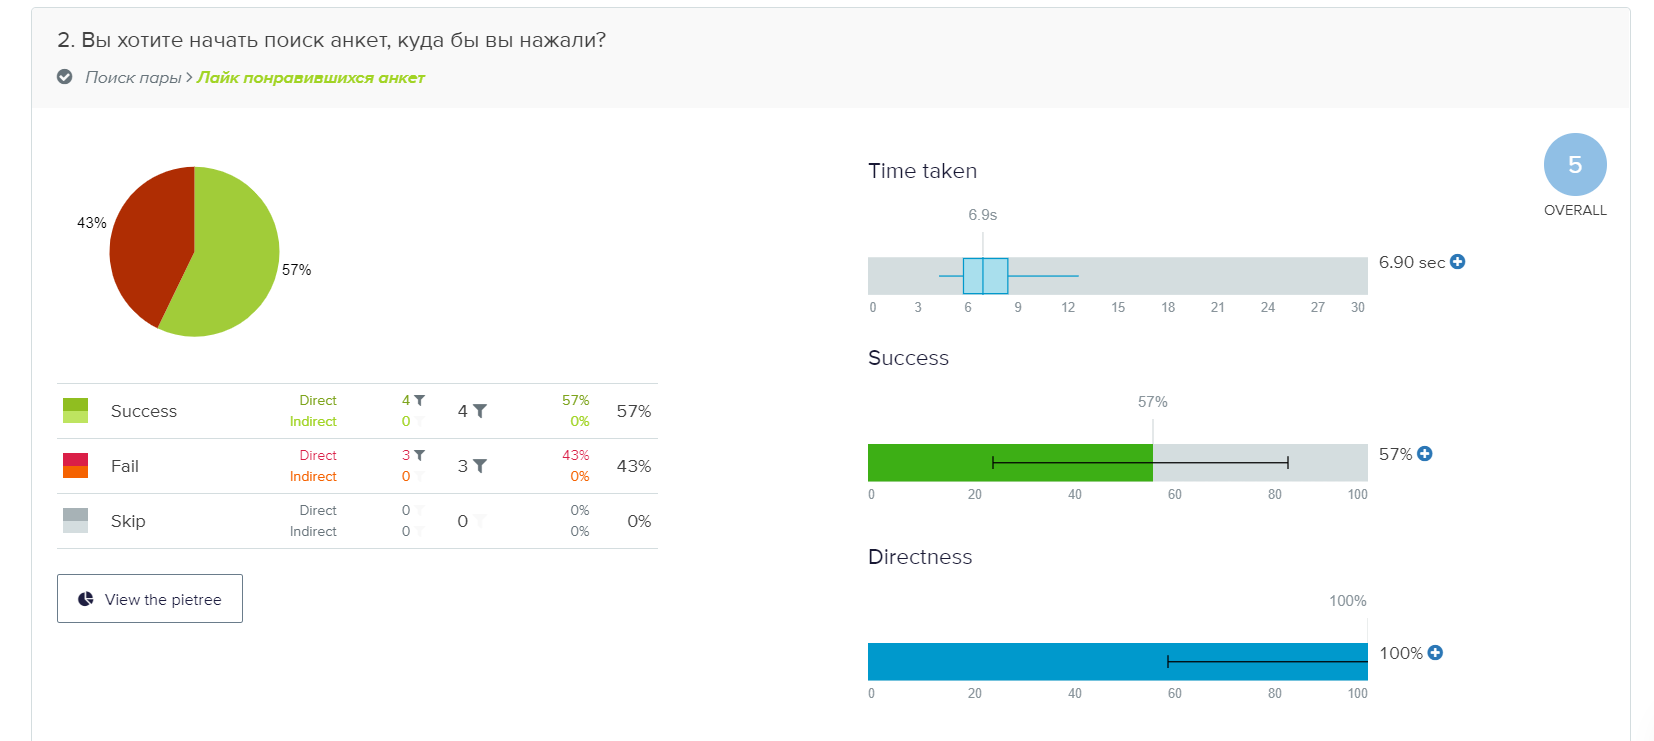 2. Вы хотите начать поиск анкет, куда бы вы нажали?
Поиск пары > Лайк понравившихся анкет
43%
57%
Success Direct 4 4 57% 57%
Indirect 0 0%
Fail Direct 3 3 43% 43%
Indirect 0 0%
Skip Direct 0 0 0% 0%
Indirect 0 0%
View the pietree
5
OVERALL
Time taken
6.9s
6.90 sec
0 3 6 9 12 15 18 21 24 27 30
Success
57%
57%
0 20 40 60 80 100
Directness
100%
100%
0 20 40 60 80 100